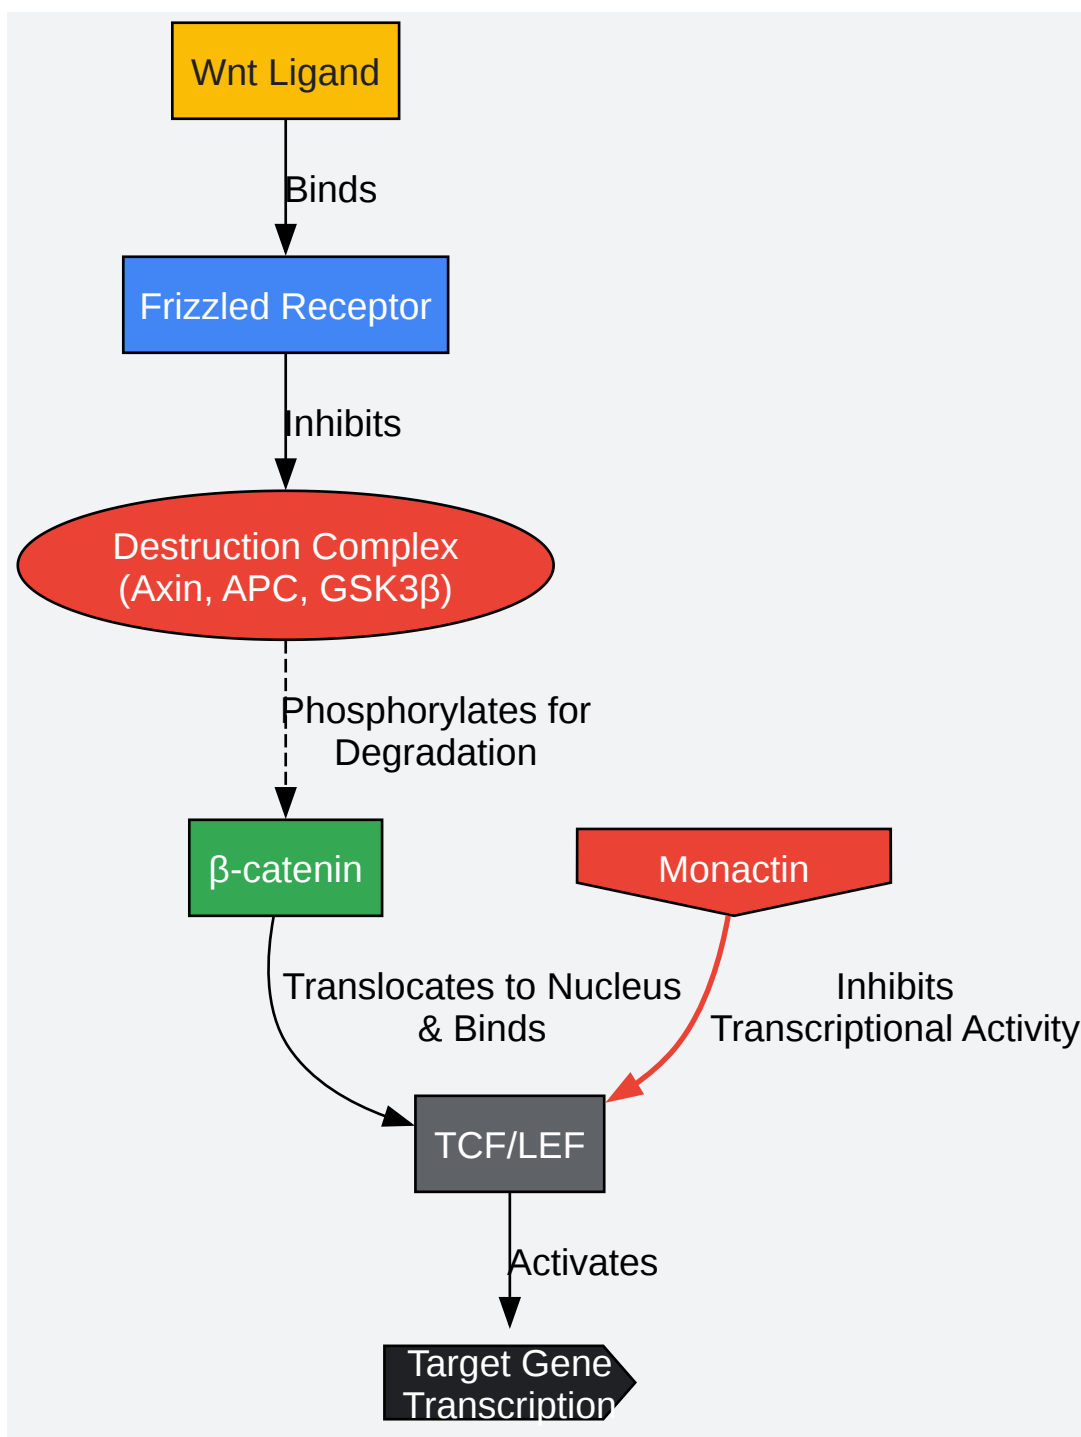 Wnt Ligand
Binds
Frizzled Receptor
Inhibits
Destruction Complex
(Axin, APC, GSK3β)
Phosphorylates for
Degradation
β-catenin
Monactin
Translocates to Nucleus
& Binds
Inhibits
Transcriptional Activity
TCF/LEF
Activates
Target Gene
Transcription